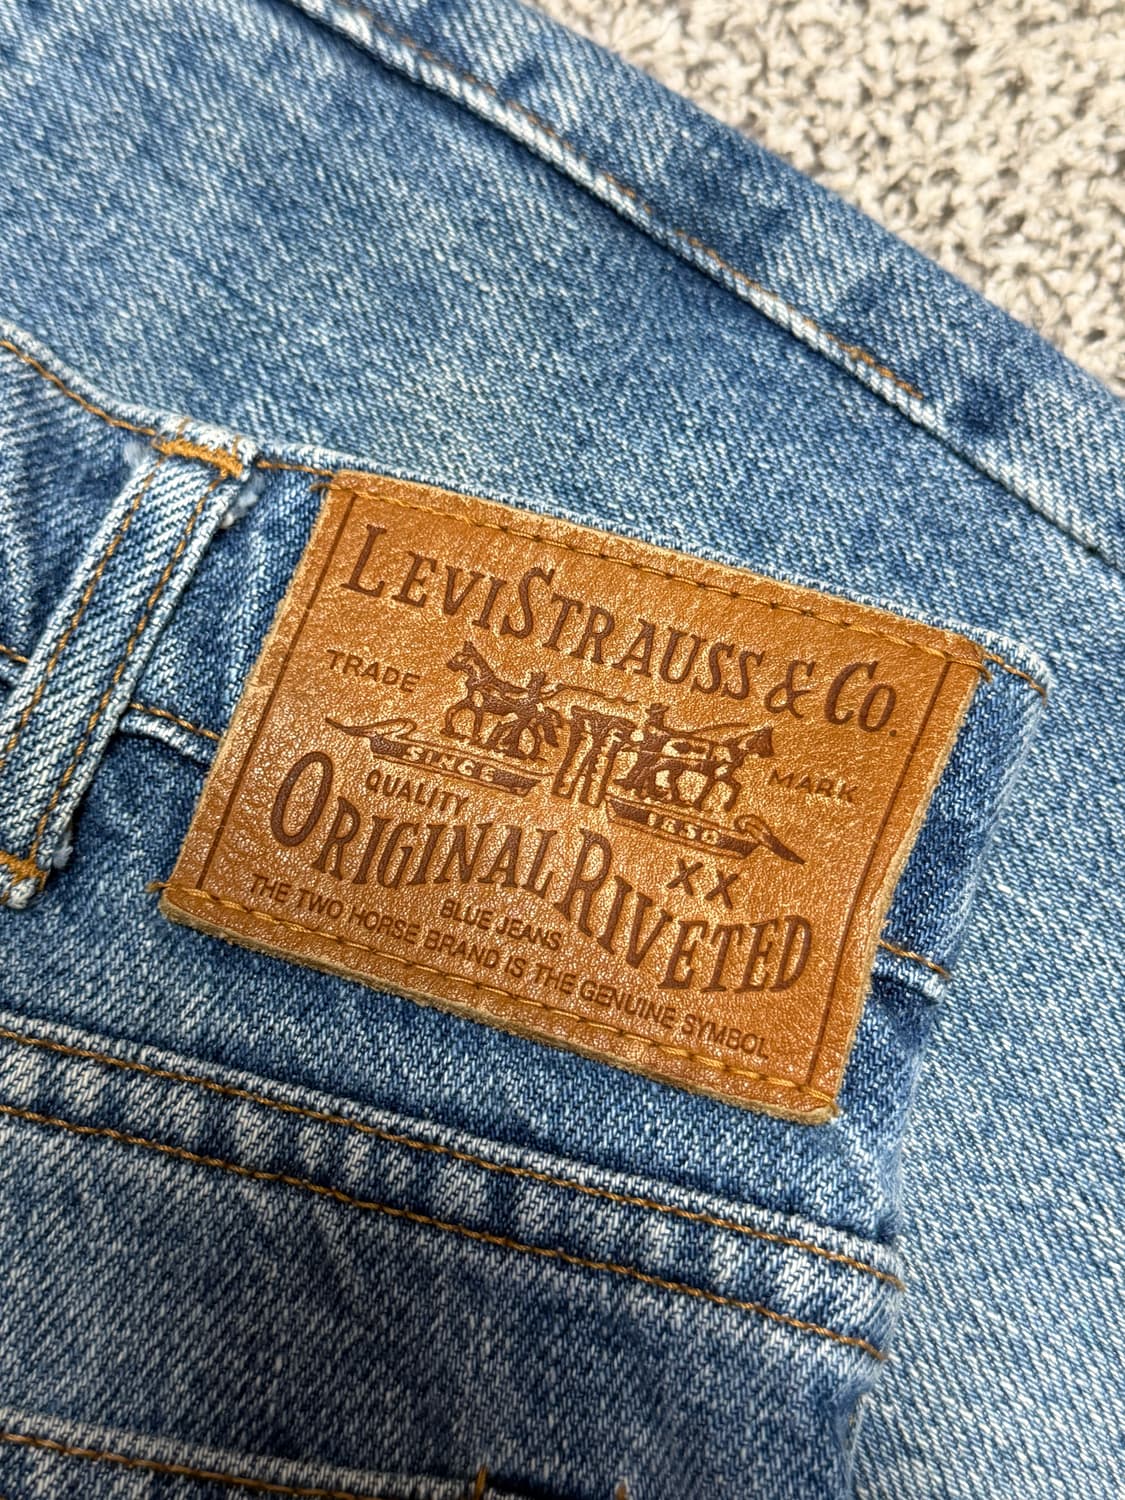 LEVI STRAUSS & CO.
TRADE MARK
SINCE 1850
QUALITY XX
ORIGINAL RIVETED
BLUE JEANS
THE TWO HORSE BRAND IS THE GENUINE SYMBOL